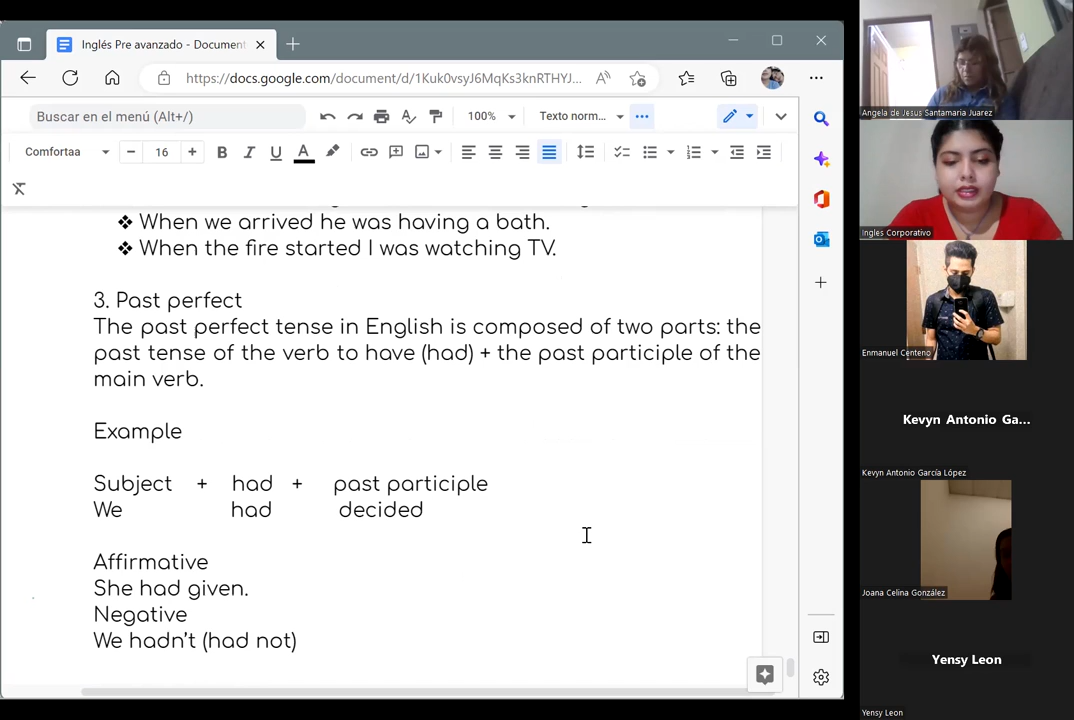 Inglés Pre avanzado - Document
https://docs.google.com/document/d/1Kuk0vsyJ6MqKs3knRTHYJ...
Buscar en el menú (Alt+/)
100%
Texto norm...
Comfortaa
16
B
I
U
A
❖ When we arrived he was having a bath.
❖ When the fire started I was watching TV.
3. Past perfect
The past perfect tense in English is composed of two parts: the
past tense of the verb to have (had) + the past participle of the
main verb.
Example
Subject + had + past participle
We had decided
Affirmative
She had given.
Negative
We hadn't (had not)
Angela de Jesus Santamaria Juarez
Ingles Corporativo
Enmanuel Centeno
Kevyn Antonio Ga...
Kevyn Antonio García López
Joana Celina González
Yensy Leon
Yensy Leon